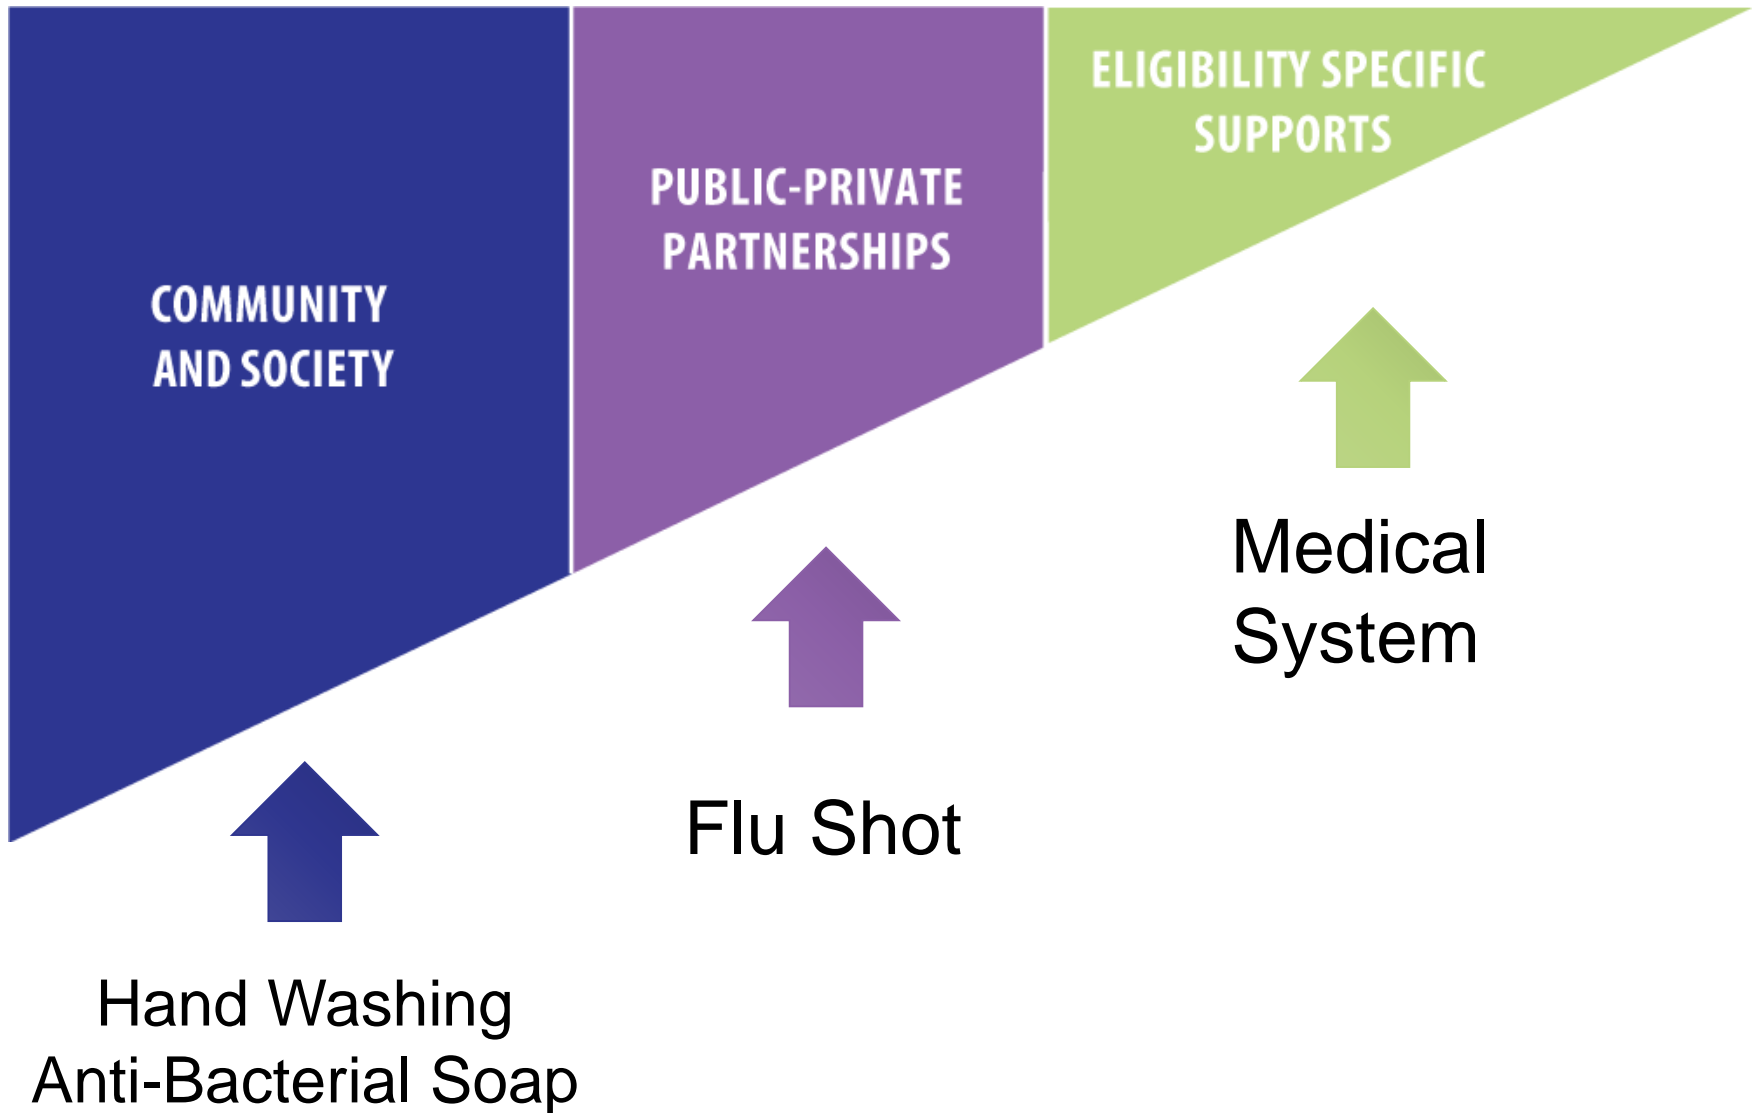 COMMUNITY
AND SOCIETY
PUBLIC-PRIVATE
PARTNERSHIPS
ELIGIBILITY SPECIFIC
SUPPORTS
Hand Washing
Anti-Bacterial Soap
Flu Shot
Medical
System